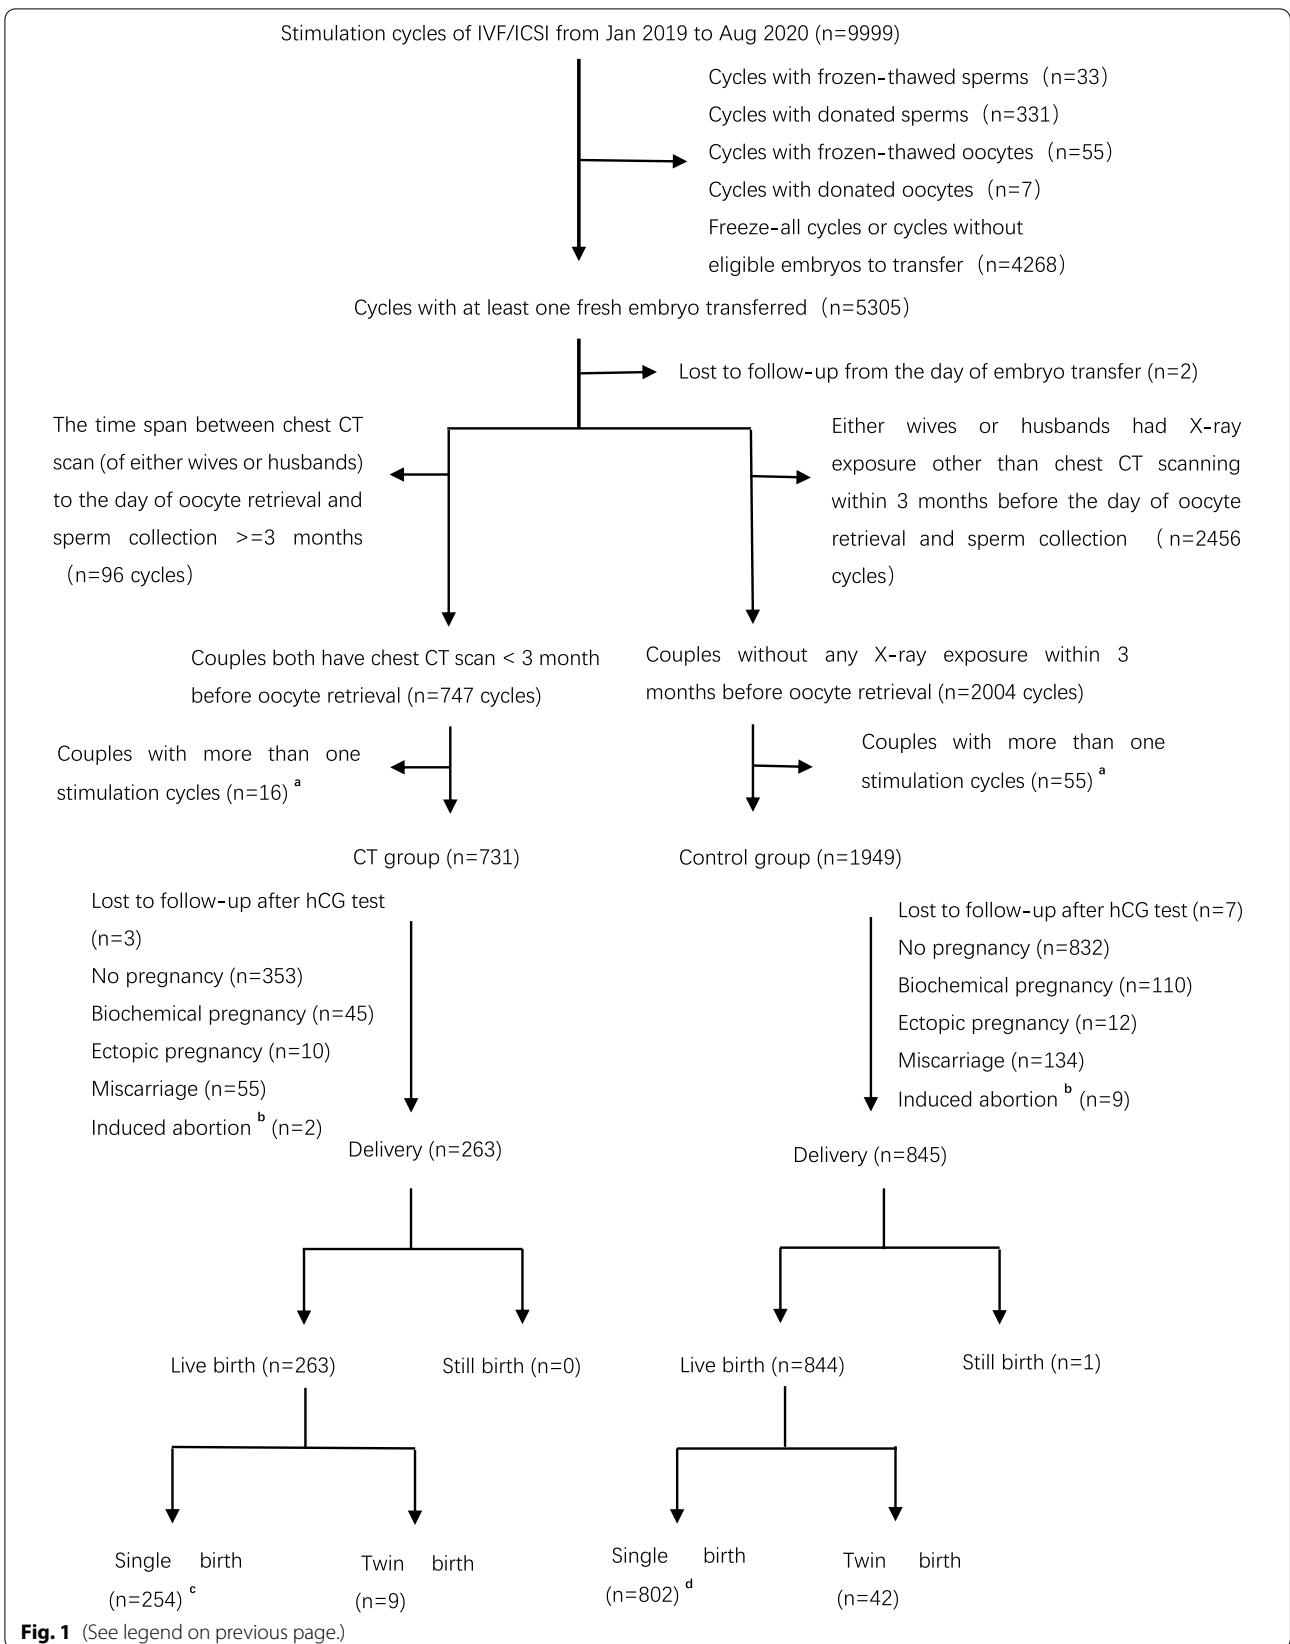 Stimulation cycles of IVF/ICSI from Jan 2019 to Aug 2020 (n=9999)
Cycles with frozen-thawed sperms（n=33）
Cycles with donated sperms（n=331）
Cycles with frozen-thawed oocytes（n=55）
Cycles with donated oocytes（n=7）
Freeze-all cycles or cycles without
eligible embryos to transfer（n=4268）
Cycles with at least one fresh embryo transferred（n=5305）
Lost to follow-up from the day of embryo transfer (n=2)
The time span between chest CT
scan (of either wives or husbands)
to the day of oocyte retrieval and
sperm collection >=3 months
（n=96 cycles）
Either wives or husbands had X-ray
exposure other than chest CT scanning
within 3 months before the day of oocyte
retrieval and sperm collection （n=2456
cycles）
Couples both have chest CT scan < 3 month
before oocyte retrieval (n=747 cycles)
Couples without any X-ray exposure within 3
months before oocyte retrieval (n=2004 cycles)
Couples with more than one
stimulation cycles (n=16) a
Couples with more than one
stimulation cycles (n=55) a
CT group (n=731)
Control group (n=1949)
Lost to follow-up after hCG test
(n=3)
No pregnancy (n=353)
Biochemical pregnancy (n=45)
Ectopic pregnancy (n=10)
Miscarriage (n=55)
Induced abortion b (n=2)
Lost to follow-up after hCG test (n=7)
No pregnancy (n=832)
Biochemical pregnancy (n=110)
Ectopic pregnancy (n=12)
Miscarriage (n=134)
Induced abortion b (n=9)
Delivery (n=263)
Delivery (n=845)
Live birth (n=263)
Still birth (n=0)
Live birth (n=844)
Still birth (n=1)
Single birth
(n=254) c
Twin birth
(n=9)
Single birth
(n=802) d
Twin birth
(n=42)
Fig. 1 (See legend on previous page.)